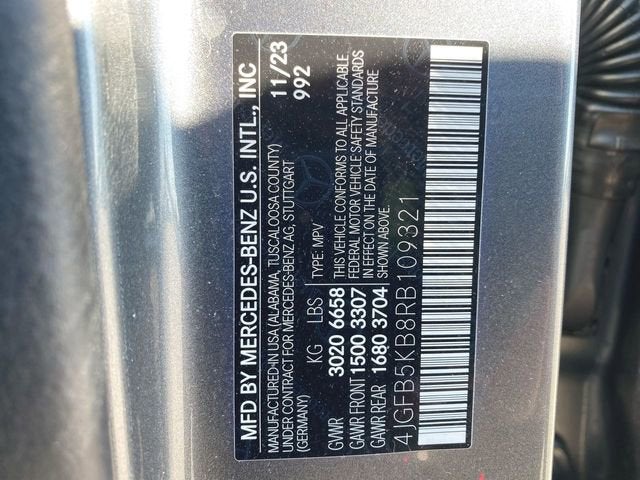 MFD BY MERCEDES-BENZ U.S. INTL., INC
MANUFACTURED IN USA (ALABAMA, TUSCALOOSA COUNTY)
UNDER CONTRACT FOR MERCEDES-BENZ AG, STUTTGART
(GERMANY)
11/23
992
KG LBS TYPE: MPV
GVWR 3020 6658
GAWR FRONT 1500 3307
GAWR REAR 1680 3704
THIS VEHICLE CONFORMS TO ALL APPLICABLE
FEDERAL MOTOR VEHICLE SAFETY STANDARDS
IN EFFECT ON THE DATE OF MANUFACTURE
SHOWN ABOVE.
4JGFB5KB8RB109321